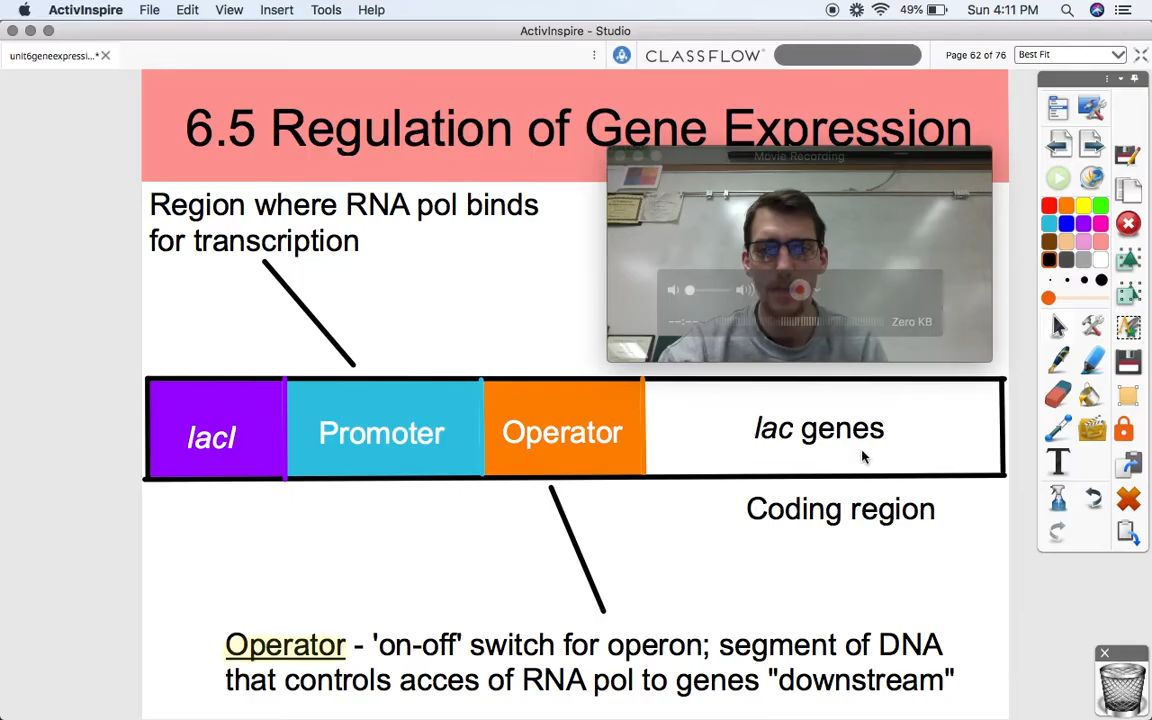 ActivInspire File Edit View Insert Tools Help 49% Sun 4:11 PM
ActivInspire - Studio
unit6geneexpressi...* CLASSFLOW Page 62 of 76 Best Fit
6.5 Regulation of Gene Expression
Movie Recording
Region where RNA pol binds
for transcription
--:-- Zero KB
lacI Promoter Operator lac genes
Coding region
Operator - 'on-off' switch for operon; segment of DNA
that controls acces of RNA pol to genes "downstream"